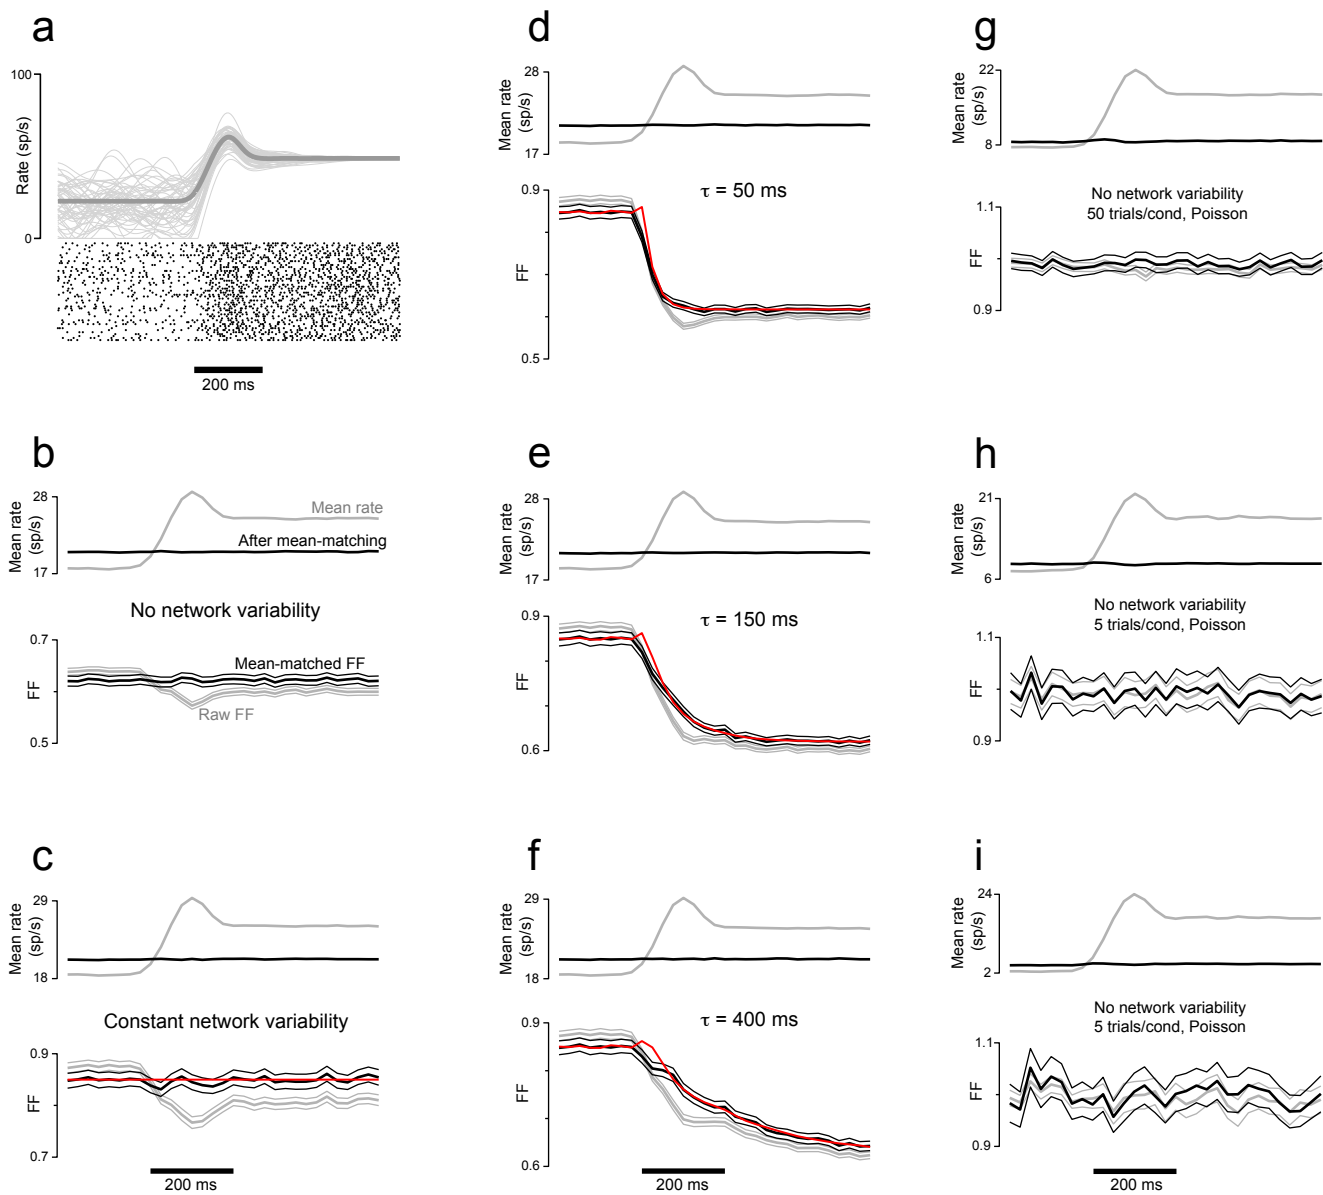 a
100
Rate (sp/s)
0
200 ms
b
28
Mean rate
(sp/s)
17
Mean rate
After mean-matching
No network variability
0.7
FF
0.5
Mean-matched FF
Raw FF
c
29
Mean rate
(sp/s)
18
Constant network variability
0.9
FF
0.7
200 ms
d
28
Mean rate
(sp/s)
17
0.9
τ = 50 ms
FF
0.5
e
28
Mean rate
(sp/s)
17
0.9
τ = 150 ms
FF
0.6
f
29
Mean rate
(sp/s)
18
0.9
τ = 400 ms
FF
0.6
200 ms
g
22
Mean rate
(sp/s)
8
No network variability
50 trials/cond, Poisson
1.1
FF
0.9
h
21
Mean rate
(sp/s)
6
No network variability
5 trials/cond, Poisson
1.1
FF
0.9
i
24
Mean rate
(sp/s)
2
No network variability
5 trials/cond, Poisson
1.1
FF
0.9
200 ms